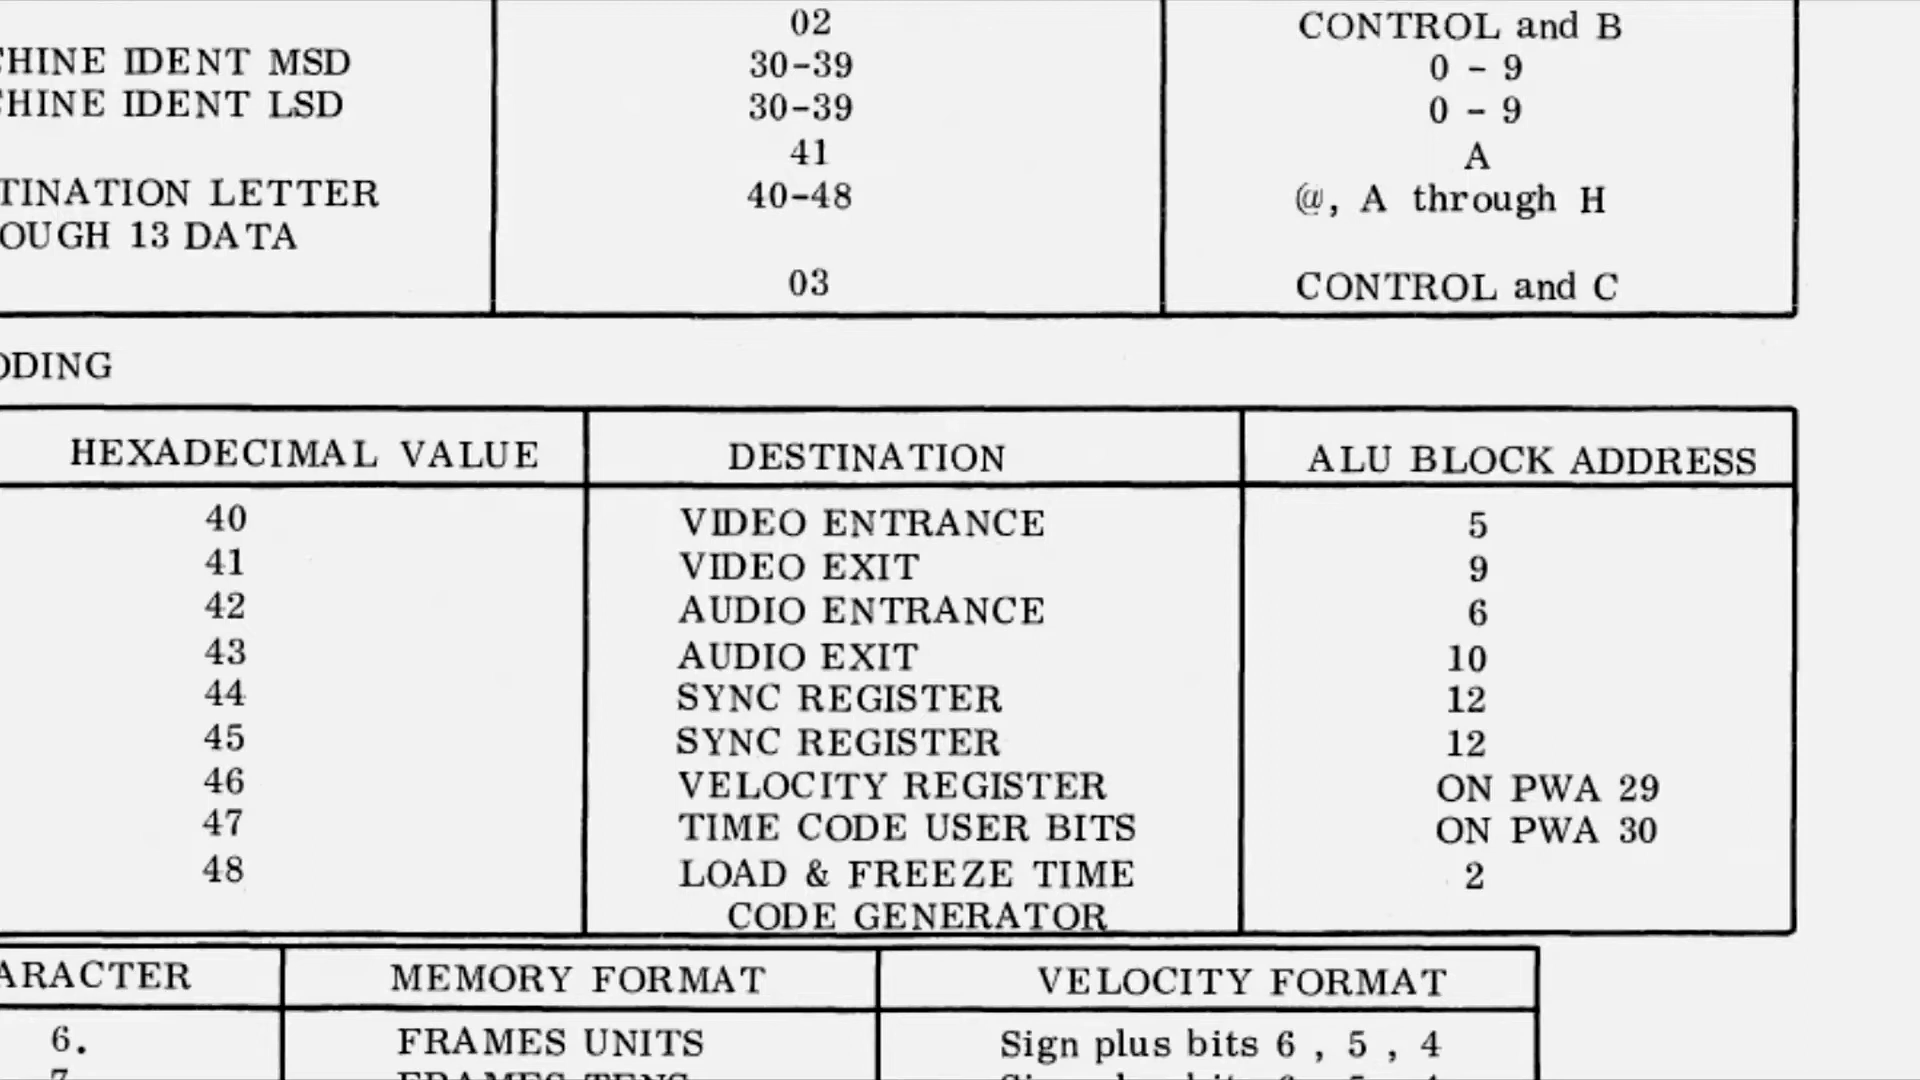 02 CONTROL and B
CHINE IDENT MSD 30-39 0 - 9
CHINE IDENT LSD 30-39 0 - 9
41 A
TINATION LETTER 40-48 @, A through H
OUGH 13 DATA
03 CONTROL and C
ODING
HEXADECIMAL VALUE DESTINATION ALU BLOCK ADDRESS
40 VIDEO ENTRANCE 5
41 VIDEO EXIT 9
42 AUDIO ENTRANCE 6
43 AUDIO EXIT 10
44 SYNC REGISTER 12
45 SYNC REGISTER 12
46 VELOCITY REGISTER ON PWA 29
47 TIME CODE USER BITS ON PWA 30
48 LOAD & FREEZE TIME 2
CODE GENERATOR
ARACTER MEMORY FORMAT VELOCITY FORMAT
6. FRAMES UNITS Sign plus bits 6 , 5 , 4